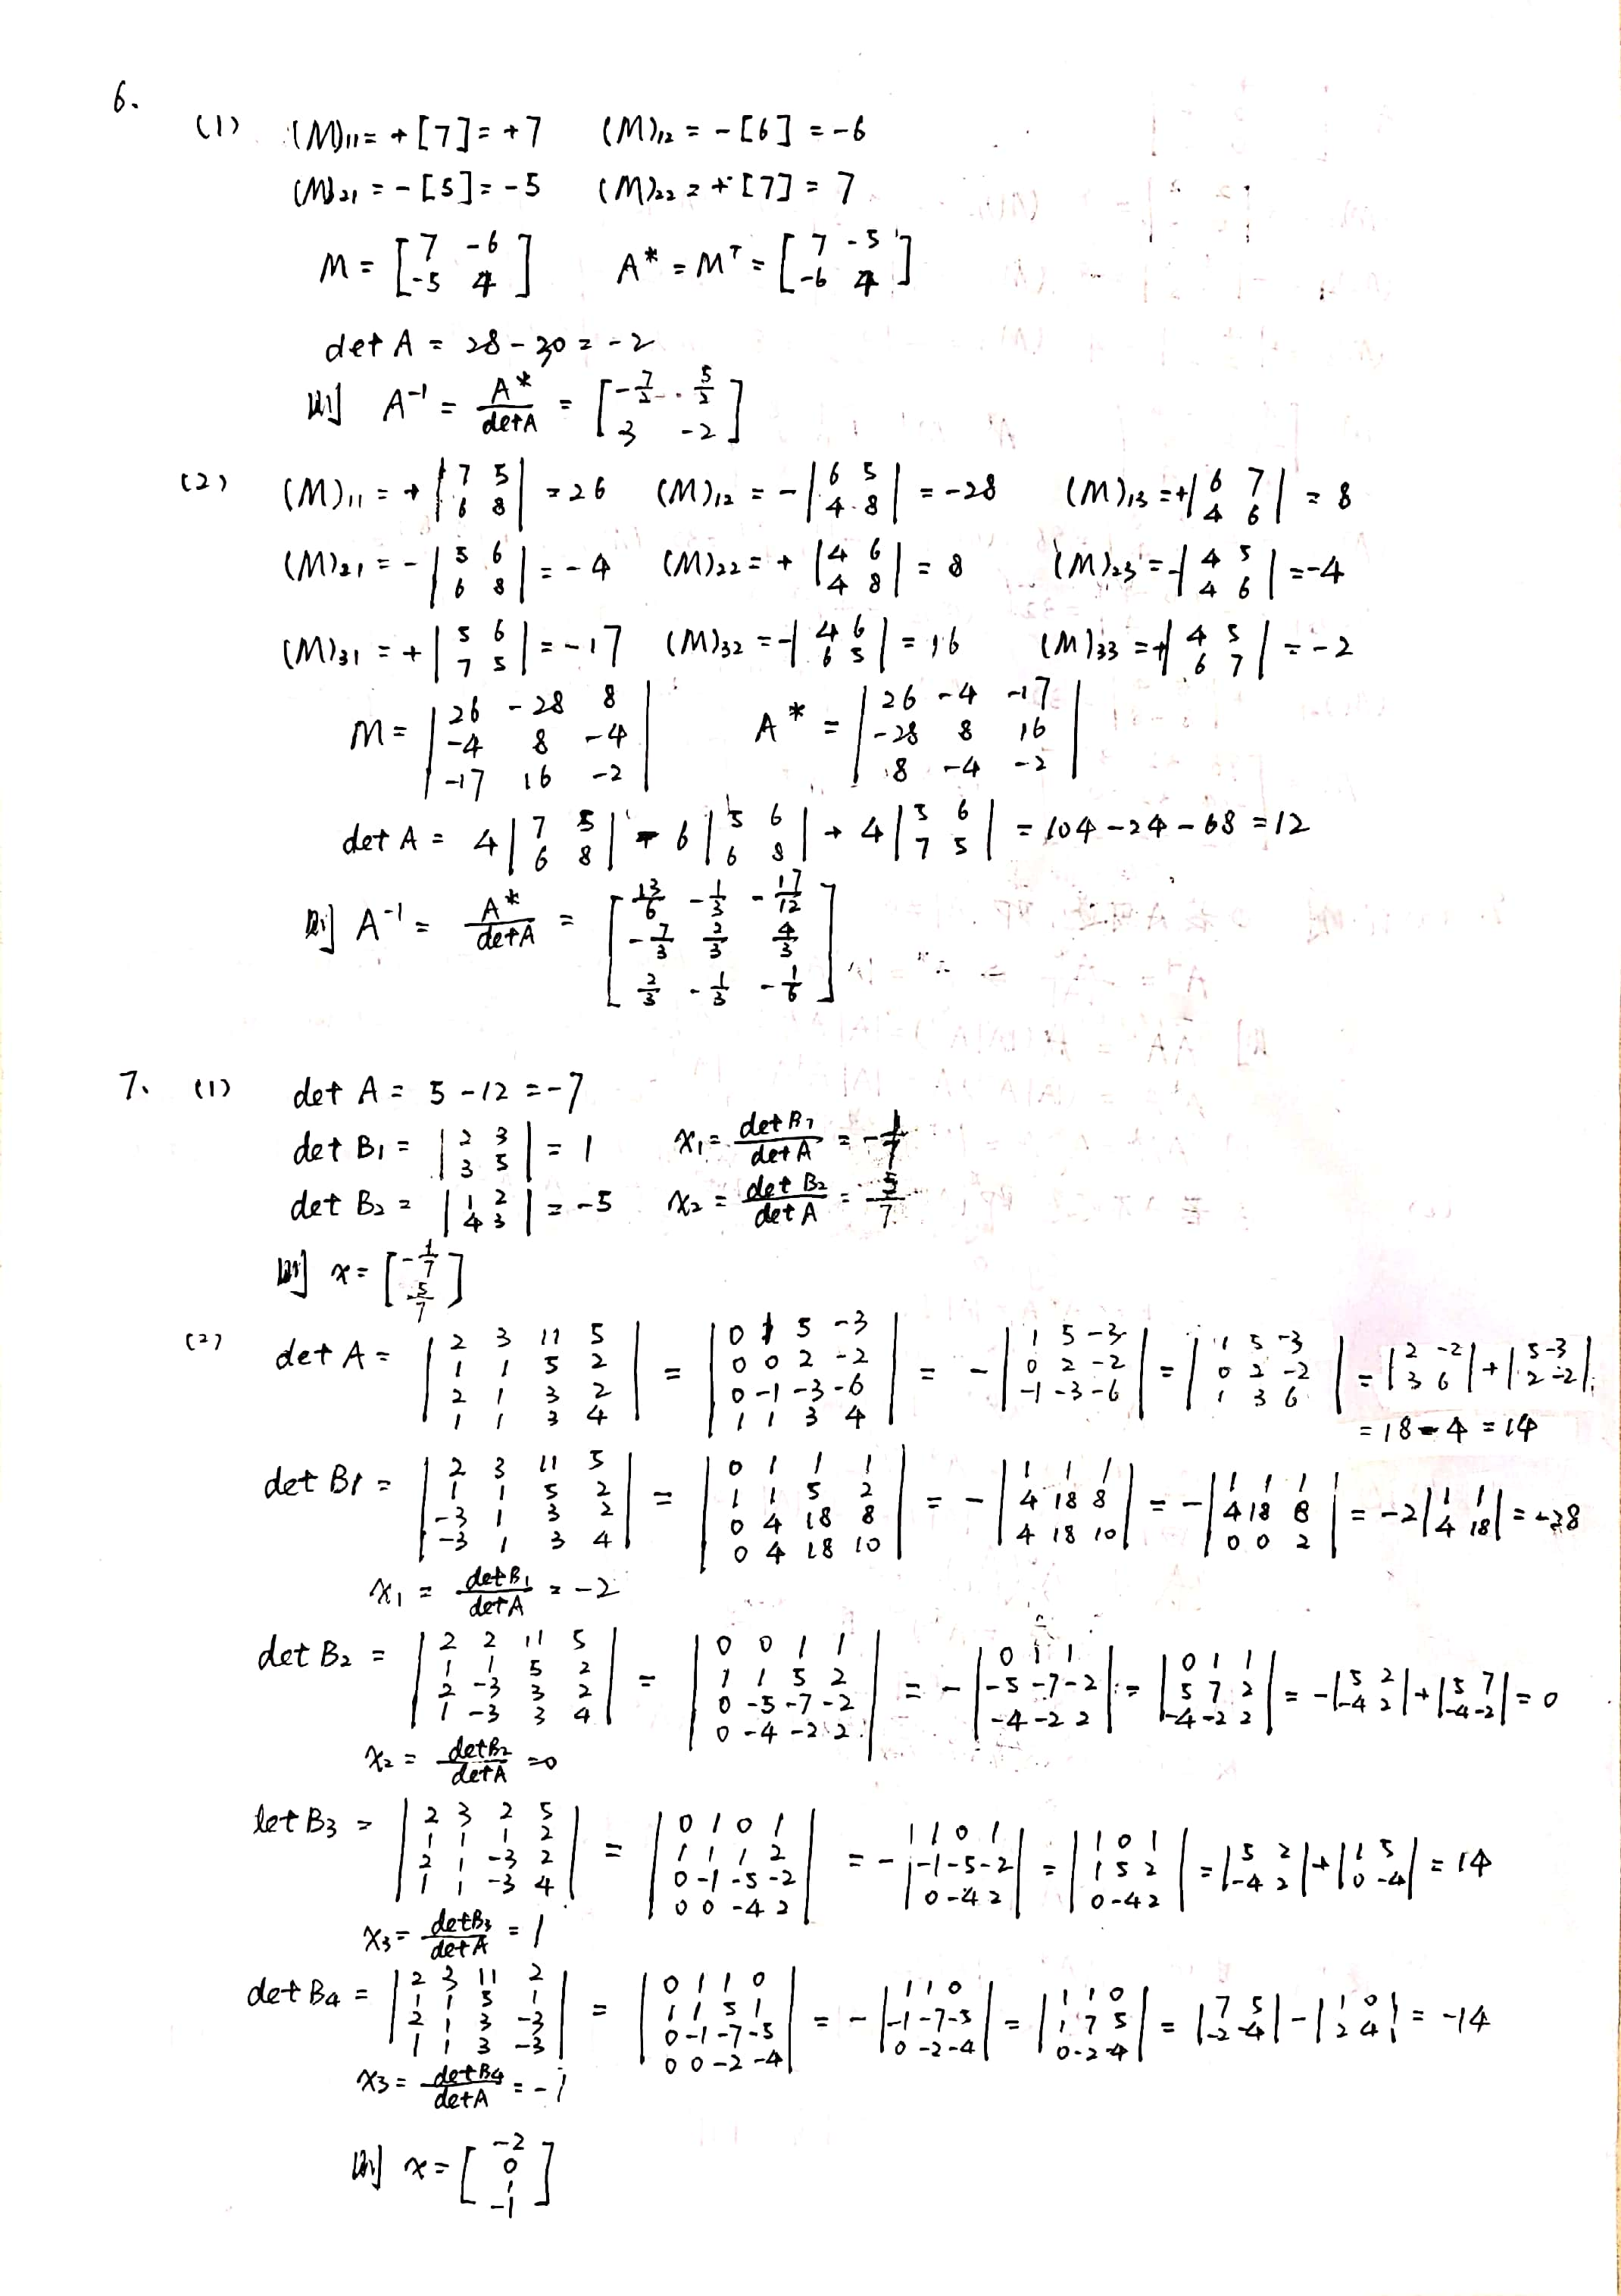 6.
(1) (M)₁₁ = +[7] = +7 (M)₁₂ = -[6] = -6
(M)₂₁ = -[5] = -5 (M)₂₂ = +[7] = 7
M = [7 -6; -5 4] A* = Mᵀ = [7 -5; -6 4]
det A = 28 - 30 = -2
则 A⁻¹ = A*/detA = [-7/2 5/2; 3 -2]
(2) (M)₁₁ = +|7 5; 6 8| = 26 (M)₁₂ = -|6 5; 4 8| = -28 (M)₁₃ = +|6 7; 4 6| = 8
(M)₂₁ = -|5 6; 6 8| = -4 (M)₂₂ = +|4 6; 4 8| = 8 (M)₂₃ = -|4 5; 4 6| = -4
(M)₃₁ = +|5 6; 7 5| = -17 (M)₃₂ = -|4 6; 6 5| = 16 (M)₃₃ = +|4 5; 6 7| = -2
M = |26 -28 8; -4 8 -4; -17 16 -2| A* = |26 -4 -17; -28 8 16; 8 -4 -2|
det A = 4|7 5; 6 8| - 6|5 6; 6 8| + 4|5 6; 7 5| = 104 - 24 - 68 = 12
则 A⁻¹ = A*/detA = [13/6 -1/3 -17/12; -7/3 2/3 4/3; 2/3 -1/3 -1/6]
7. (1) det A = 5 - 12 = -7
det B₁ = |2 3; 3 5| = 1 x₁ = det B₁/det A = -1/7
det B₂ = |1 2; 4 3| = -5 x₂ = det B₂/det A = 5/7
则 x = [-1/7; 5/7]
(2) det A = |2 3 11 5; 1 1 5 2; 2 1 3 2; 1 1 3 4| = |0 1 5 -3; 0 0 2 -2; 0 -1 -3 -6; 1 1 3 4| = -|1 5 -3; 0 2 -2; -1 -3 -6| = |1 5 -3; 0 2 -2; 1 3 6| = |2 -2; 3 6| + |5 -3; 2 -2|
= 18 - 4 = 14
det B₁ = |2 3 11 5; 1 1 5 2; -3 1 3 2; -3 1 3 4| = |0 1 1 1; 1 1 5 2; 0 4 18 8; 0 4 18 10| = -|1 1 1; 4 18 8; 4 18 10| = -|1 1 1; 4 18 8; 0 0 2| = -2|1 1; 4 18| = -28
x₁ = detB₁/detA = -2
det B₂ = |2 2 11 5; 1 1 5 2; 2 -3 3 2; 1 -3 3 4| = |0 0 1 1; 1 1 5 2; 0 -5 -7 -2; 0 -4 -2 2| = -|0 1 1; -5 -7 -2; -4 -2 2| = |0 1 1; 5 7 2; -4 -2 2| = -|5 2; -4 2| + |5 7; -4 -2| = 0
x₂ = detB₂/detA = 0
det B₃ = |2 3 2 5; 1 1 1 2; 2 1 -3 2; 1 1 -3 4| = |0 1 0 1; 1 1 1 2; 0 -1 -5 -2; 0 0 -4 2| = -|1 0 1; -1 -5 -2; 0 -4 2| = |1 0 1; 1 5 2; 0 -4 2| = |5 2; -4 2| + |1 5; 0 -4| = 14
x₃ = detB₃/detA = 1
det B₄ = |2 3 11 2; 1 1 5 1; 2 1 3 -3; 1 1 3 -3| = |0 1 1 0; 1 1 5 1; 0 -1 -7 -5; 0 0 -2 -4| = -|1 1 0; -1 -7 -5; 0 -2 -4| = |1 1 0; 1 7 5; 0 -2 -4| = |7 5; -2 -4| - |1 0; 2 4| = -14
x₃ = detB₄/detA = -1
则 x = [-2; 0; 1; -1]